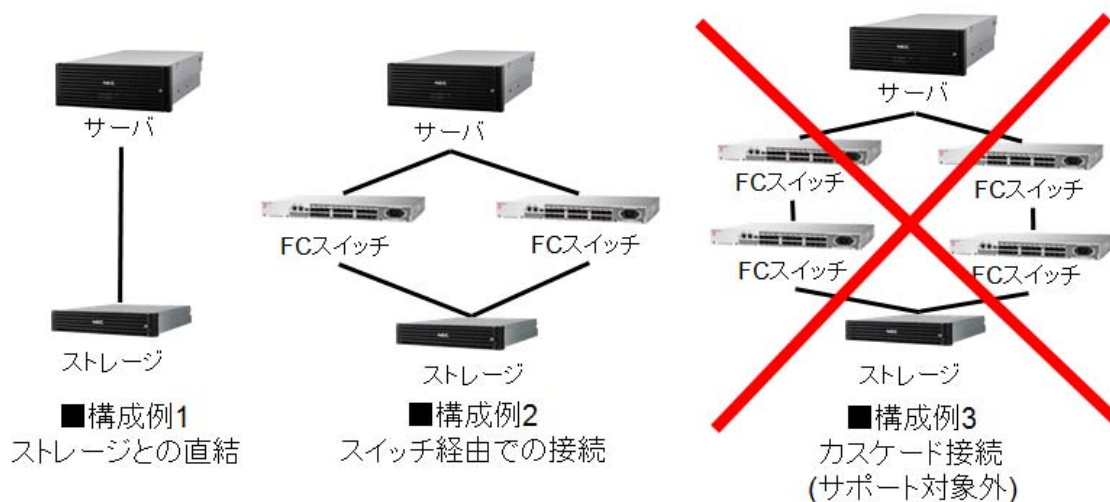 サーバ
ストレージ
■構成例1
ストレージとの直結
サーバ
FCスイッチ
FCスイッチ
ストレージ
■構成例2
スイッチ経由での接続
サーバ
FCスイッチ
FCスイッチ
FCスイッチ
FCスイッチ
ストレージ
■構成例3
カスケード接続
(サポート対象外)